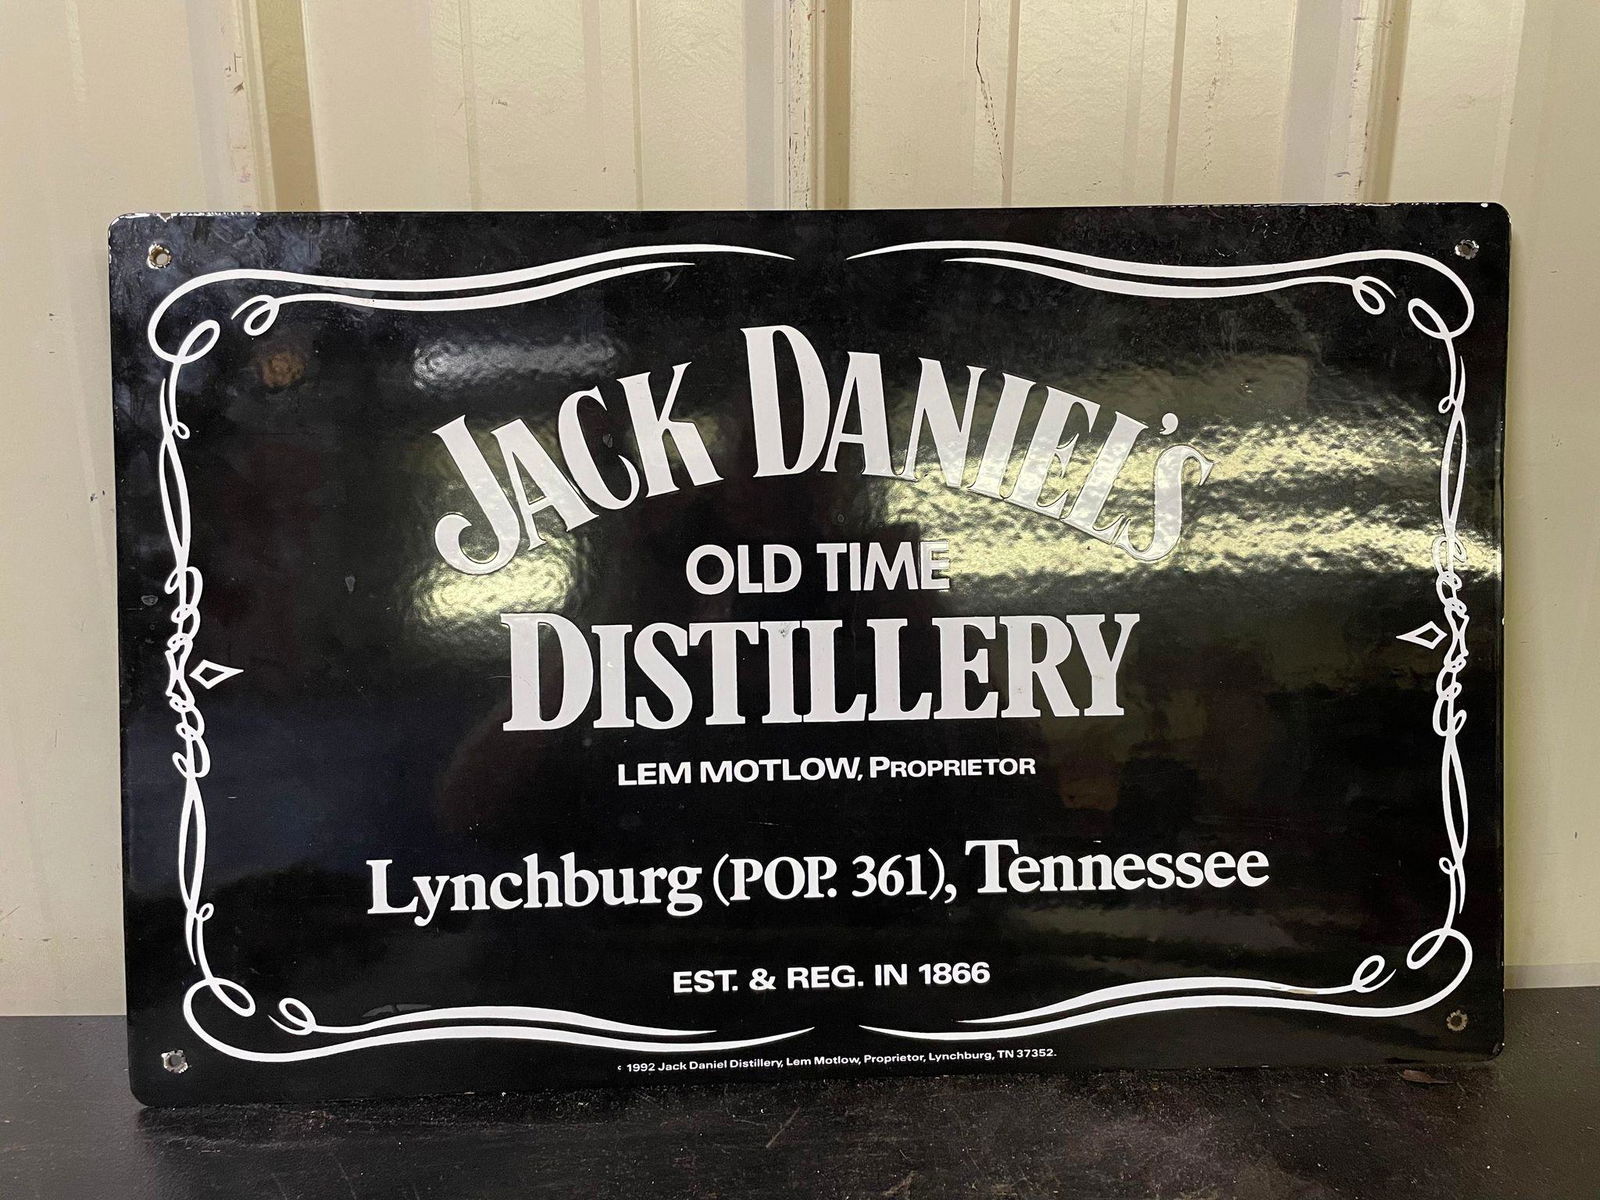 JACK DANIEL'S
OLD TIME
DISTILLERY
LEM MOTLOW, PROPRIETOR
Lynchburg (POP. 361), Tennessee
EST. & REG. IN 1866
© 1992 Jack Daniel Distillery, Lem Motlow, Proprietor, Lynchburg, TN 37352.